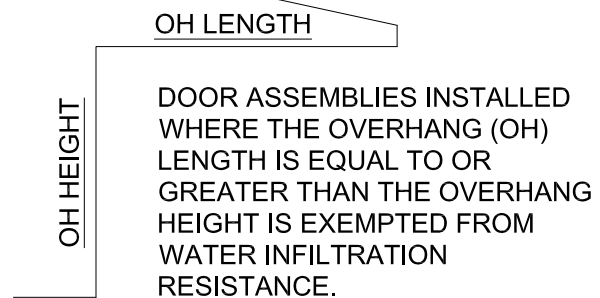 OH LENGTH
OH HEIGHT
DOOR ASSEMBLIES INSTALLED
WHERE THE OVERHANG (OH)
LENGTH IS EQUAL TO OR
GREATER THAN THE OVERHANG
HEIGHT IS EXEMPTED FROM
WATER INFILTRATION
RESISTANCE.